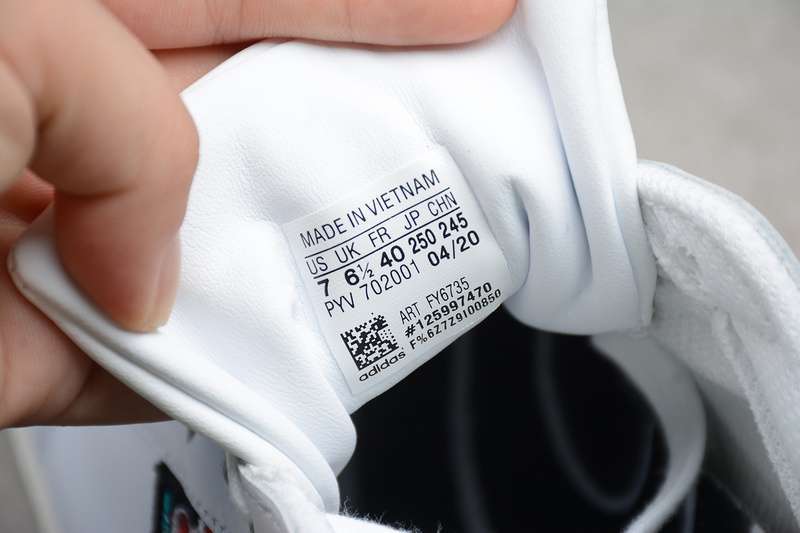 MADE IN VIETNAM
US UK FR JP CHN
7 6½ 40 250 245
PYV 702001 04/20
ART FY6735
#125997470
adidas F%6Z7Z9I00850